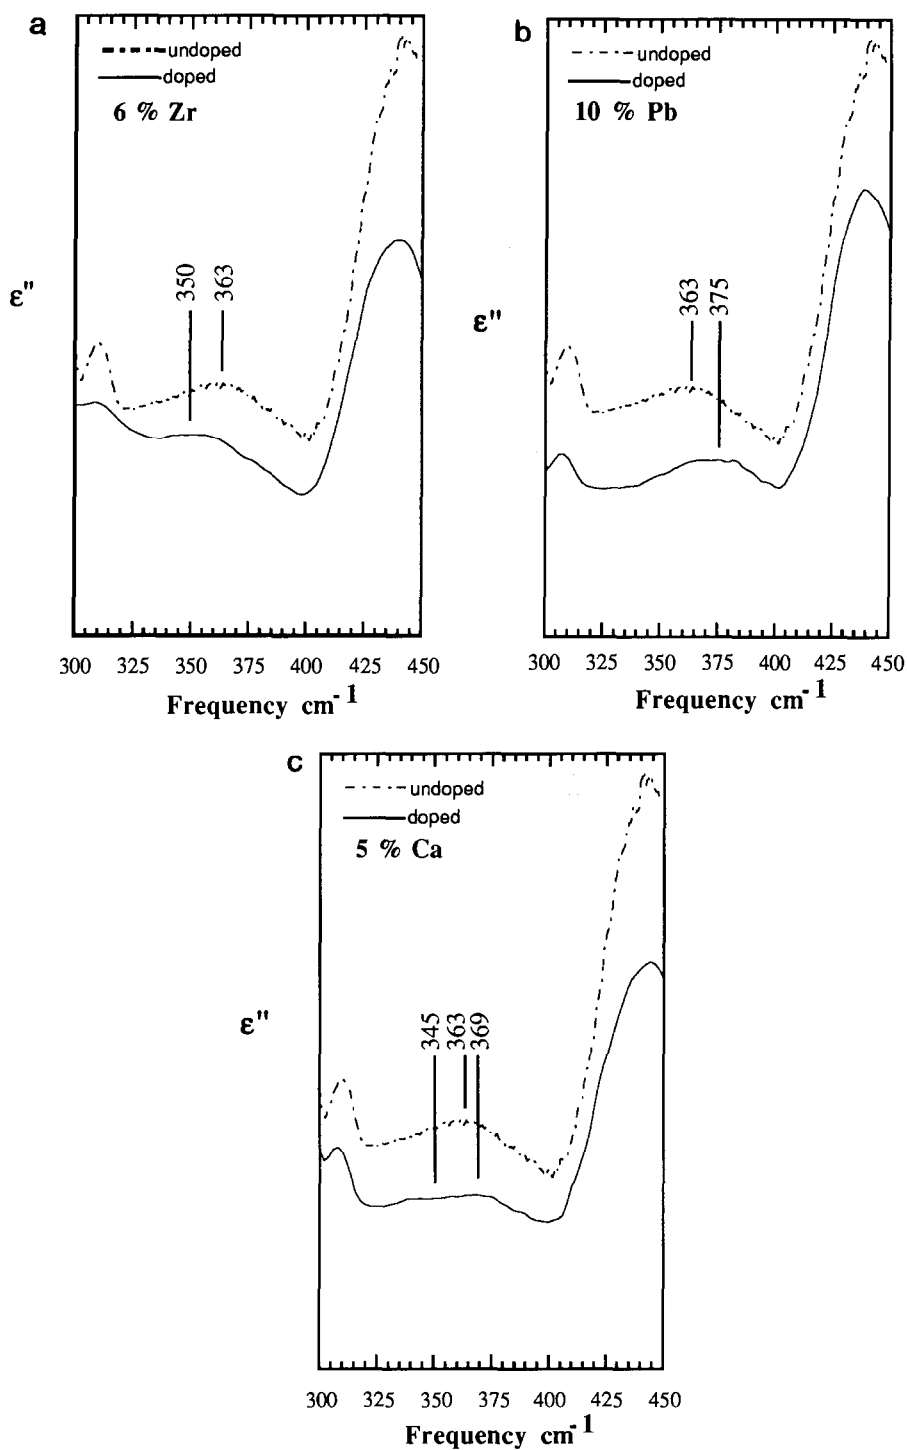 a
undoped
doped
6 % Zr
350
363
ε"
300 325 350 375 400 425 450
Frequency cm-1
b
undoped
doped
10 % Pb
363
375
ε"
300 325 350 375 400 425 450
Frequency cm-1
c
undoped
doped
5 % Ca
345
363
369
ε"
300 325 350 375 400 425 450
Frequency cm-1